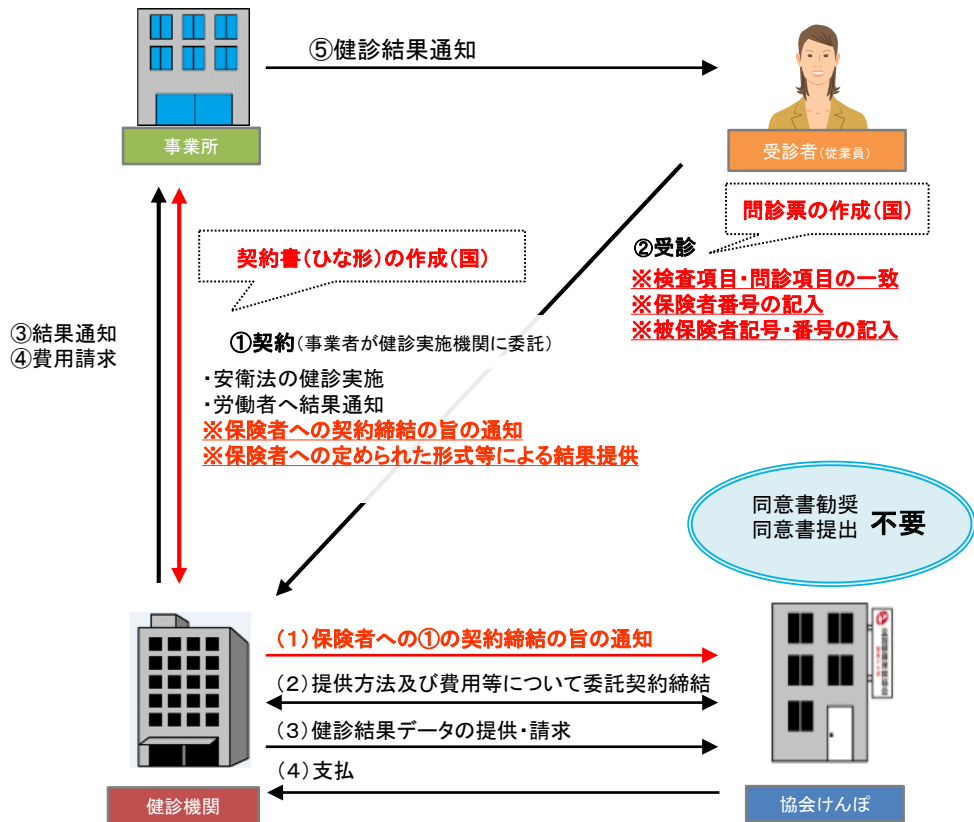 ⑤健診結果通知
事業所
受診者(従業員)
問診票の作成(国)
②受診
※検査項目・問診項目の一致
※保険者番号の記入
※被保険者記号・番号の記入
契約書(ひな形)の作成(国)
③結果通知
④費用請求
①契約(事業者が健診実施機関に委託)
・安衛法の健診実施
・労働者へ結果通知
※保険者への契約締結の旨の通知
※保険者への定められた形式等による結果提供
同意書勧奨
同意書提出 不要
(1)保険者への①の契約締結の旨の通知
(2)提供方法及び費用等について委託契約締結
(3)健診結果データの提供・請求
(4)支払
健診機関
協会けんぽ